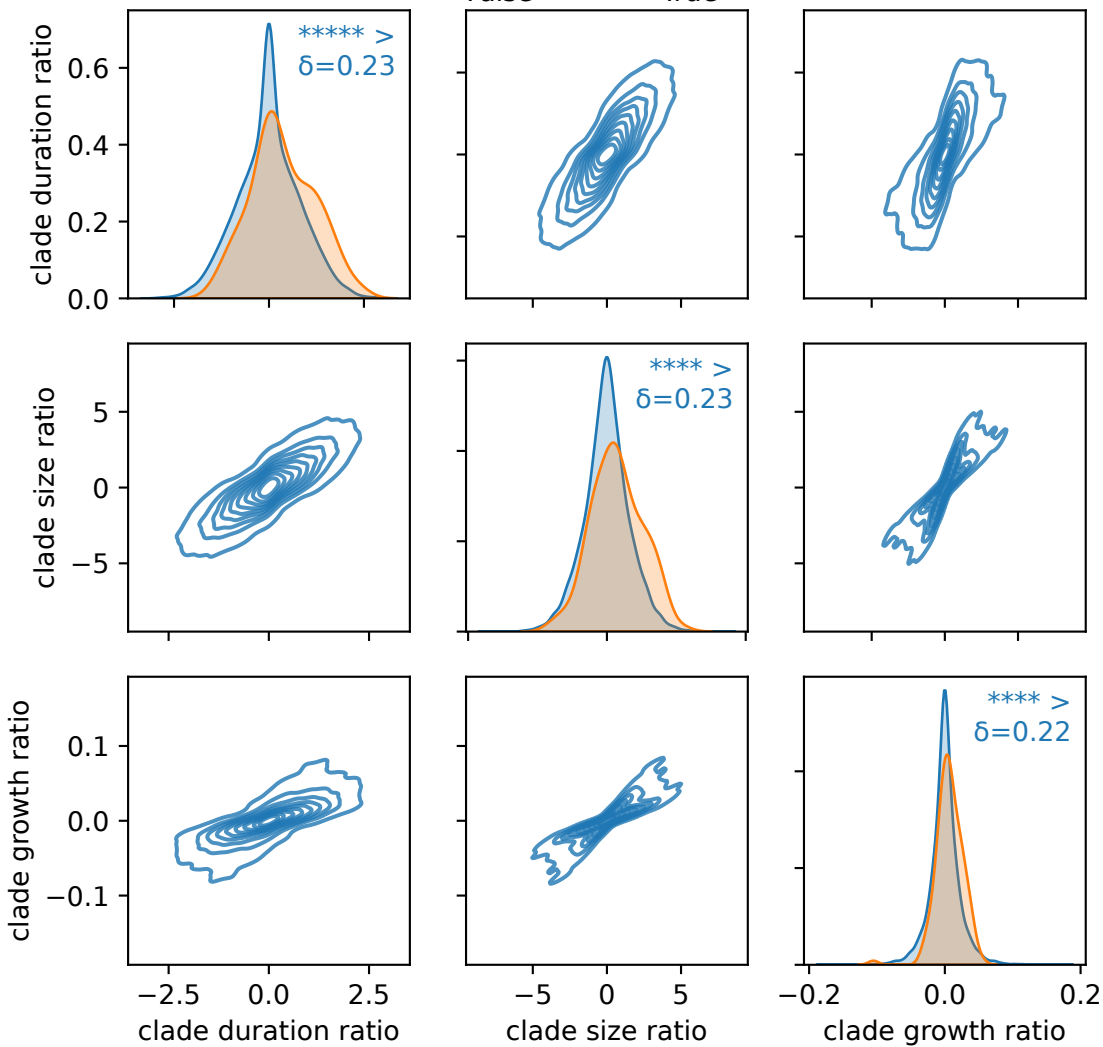 clade duration ratio
0.6
0.4
0.2
0.0
***** >
δ=0.23
clade size ratio
5
0
−5
**** >
δ=0.23
clade growth ratio
0.1
0.0
−0.1
**** >
δ=0.22
−2.5 0.0 2.5
−5 0 5
−0.2 0.0 0.2
clade duration ratio
clade size ratio
clade growth ratio